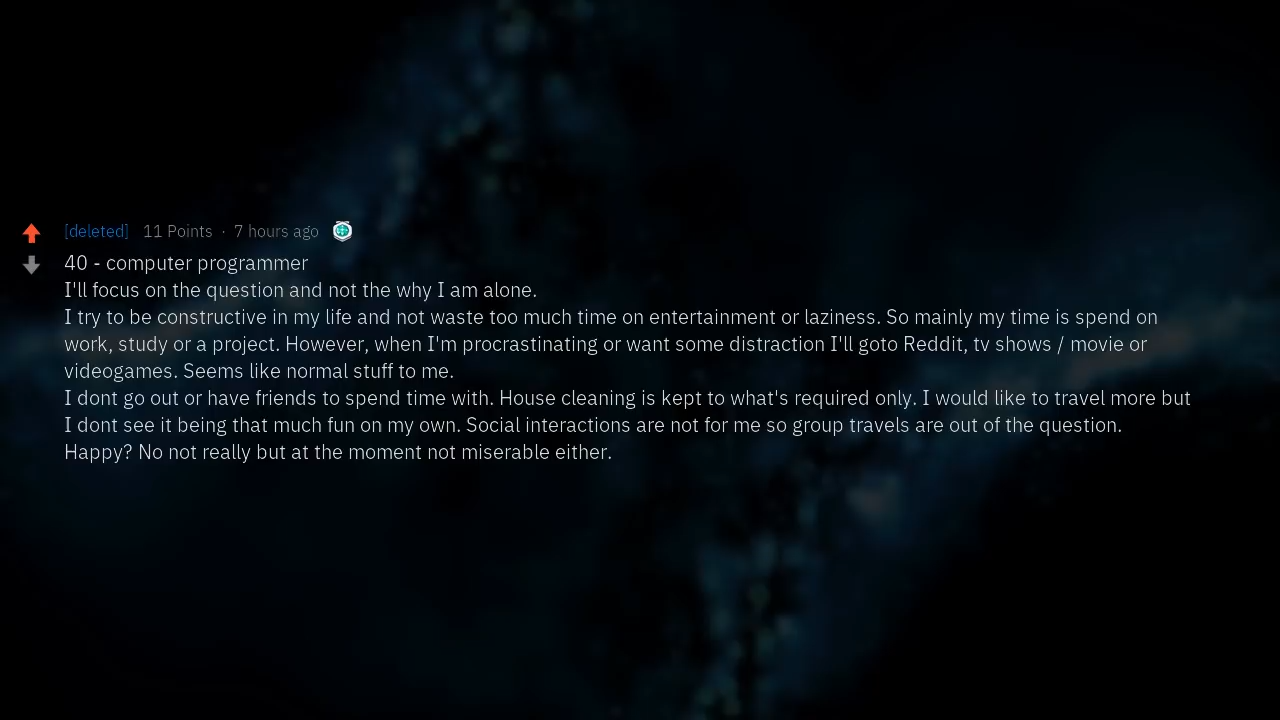 [deleted] 11 Points · 7 hours ago
40 - computer programmer
I'll focus on the question and not the why I am alone.
I try to be constructive in my life and not waste too much time on entertainment or laziness. So mainly my time is spend on
work, study or a project. However, when I'm procrastinating or want some distraction I'll goto Reddit, tv shows / movie or
videogames. Seems like normal stuff to me.
I dont go out or have friends to spend time with. House cleaning is kept to what's required only. I would like to travel more but
I dont see it being that much fun on my own. Social interactions are not for me so group travels are out of the question.
Happy? No not really but at the moment not miserable either.